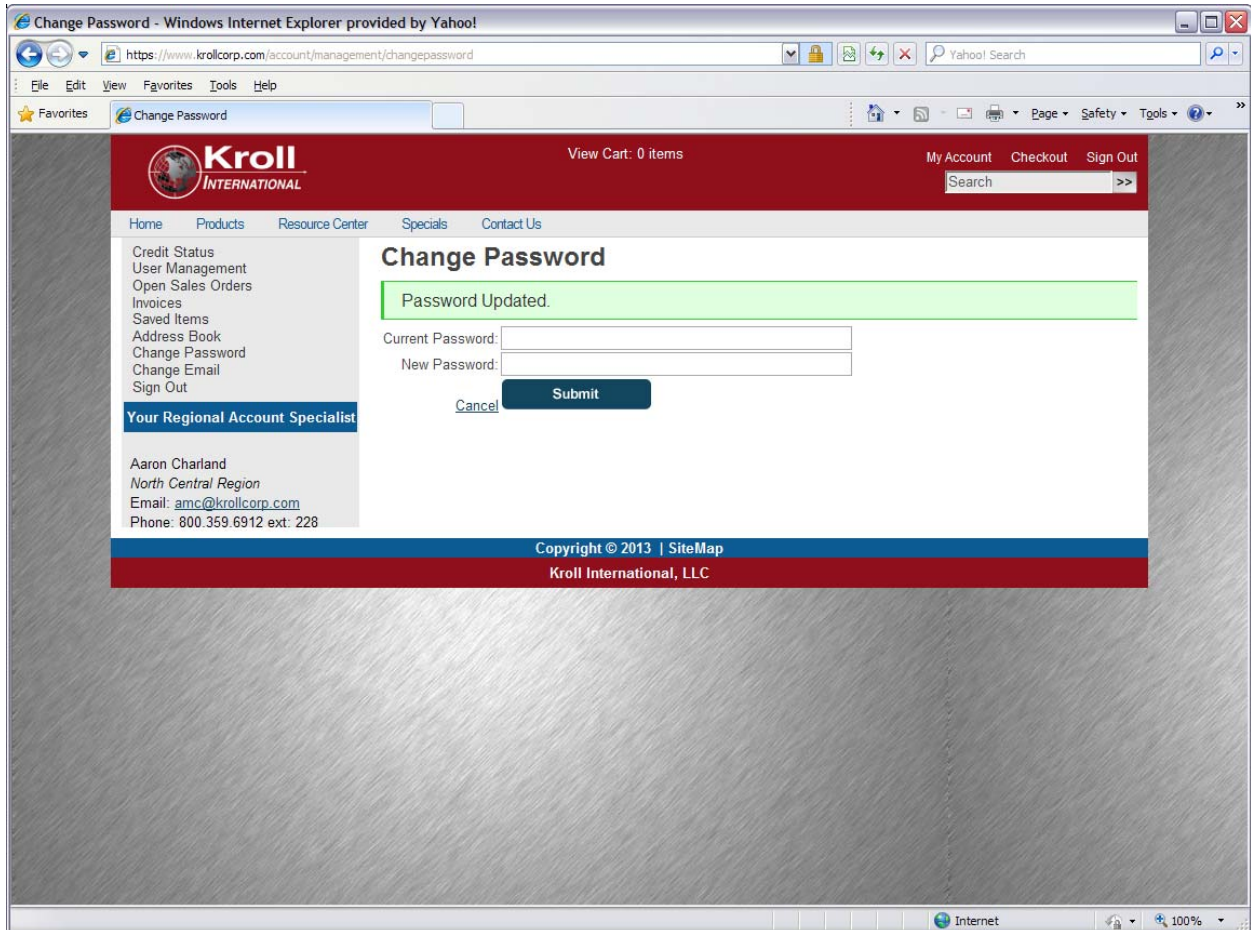 Change Password - Windows Internet Explorer provided by Yahoo!
https://www.krollcorp.com/account/management/changepassword
Yahoo! Search
File Edit View Favorites Tools Help
Favorites Change Password
Page Safety Tools
Kroll
INTERNATIONAL
View Cart: 0 items
My Account Checkout Sign Out
Search >>
Home Products Resource Center Specials Contact Us
Credit Status
User Management
Open Sales Orders
Invoices
Saved Items
Address Book
Change Password
Change Email
Sign Out
Your Regional Account Specialist
Aaron Charland
North Central Region
Email: amc@krollcorp.com
Phone: 800.359.6912 ext: 228
Change Password
Password Updated.
Current Password:
New Password:
Cancel Submit
Copyright © 2013 | SiteMap
Kroll International, LLC
Internet 100%